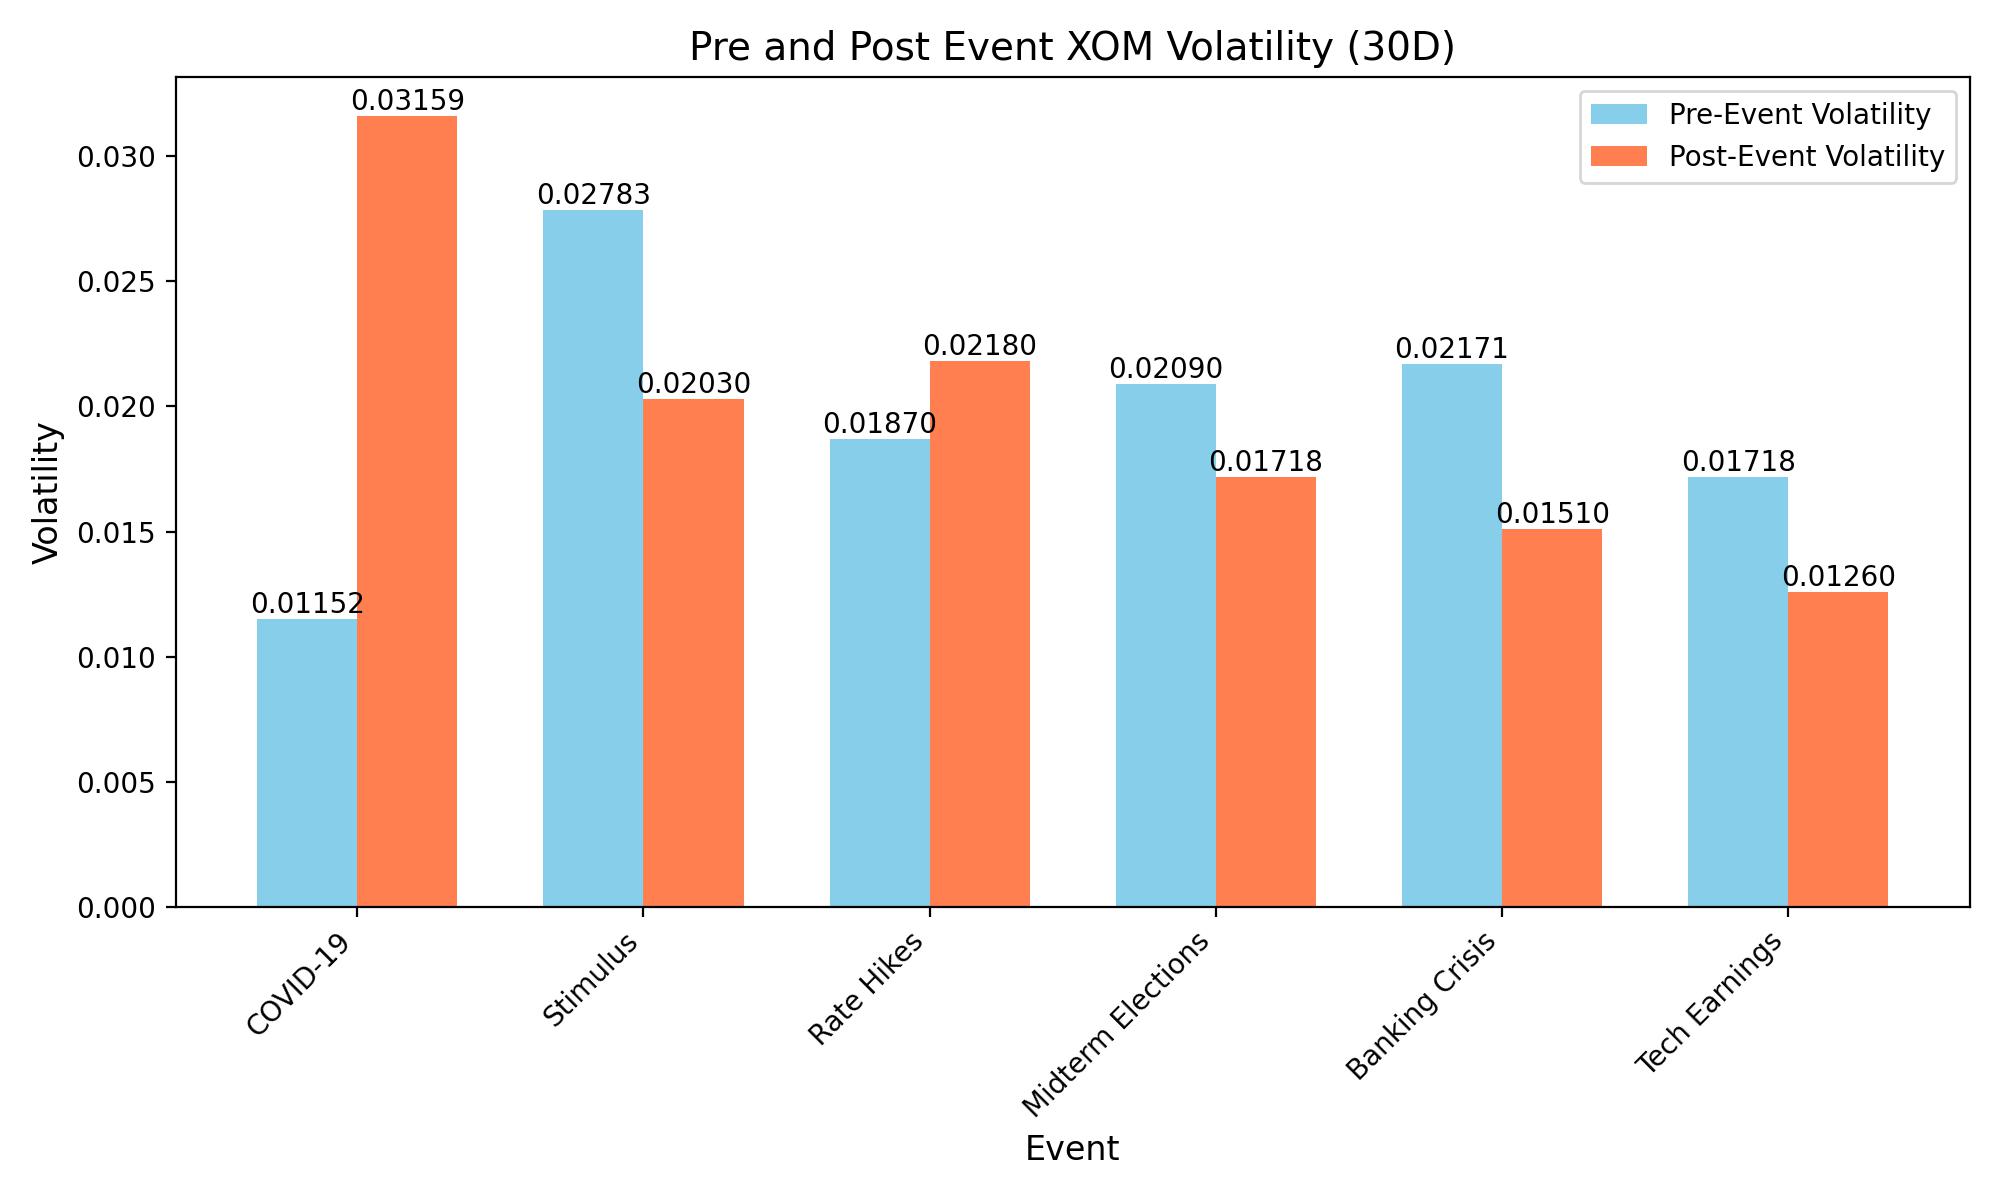 Pre and Post Event XOM Volatility (30D)
Pre-Event Volatility
Post-Event Volatility
Volatility
0.030
0.025
0.020
0.015
0.010
0.005
0.000
0.01152
0.03159
0.02783
0.02030
0.01870
0.02180
0.02090
0.01718
0.02171
0.01510
0.01718
0.01260
COVID-19
Stimulus
Rate Hikes
Midterm Elections
Banking Crisis
Tech Earnings
Event